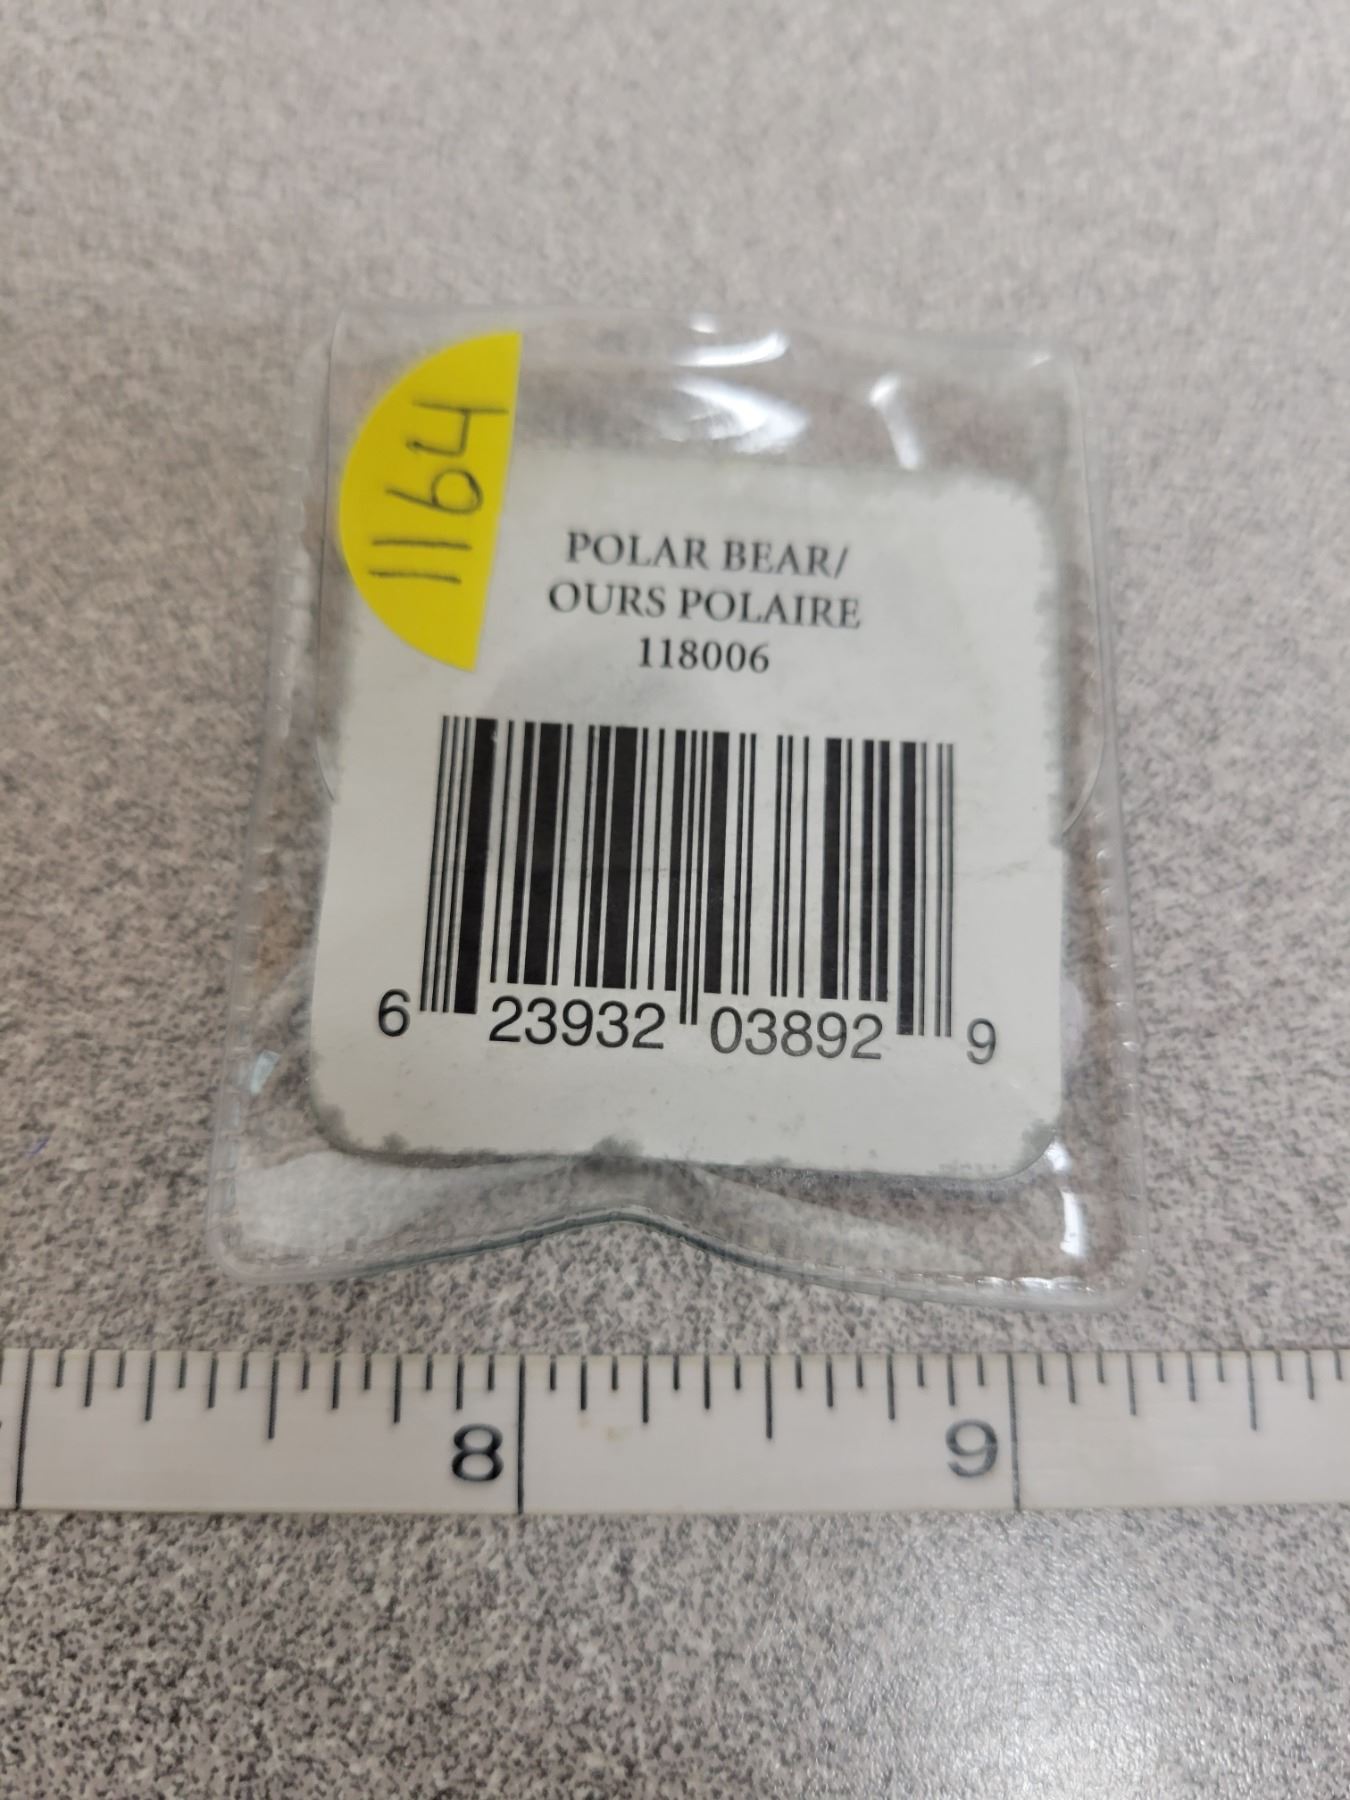 1164
POLAR BEAR/
OURS POLAIRE
118006
6 23932 03892 9
8 9